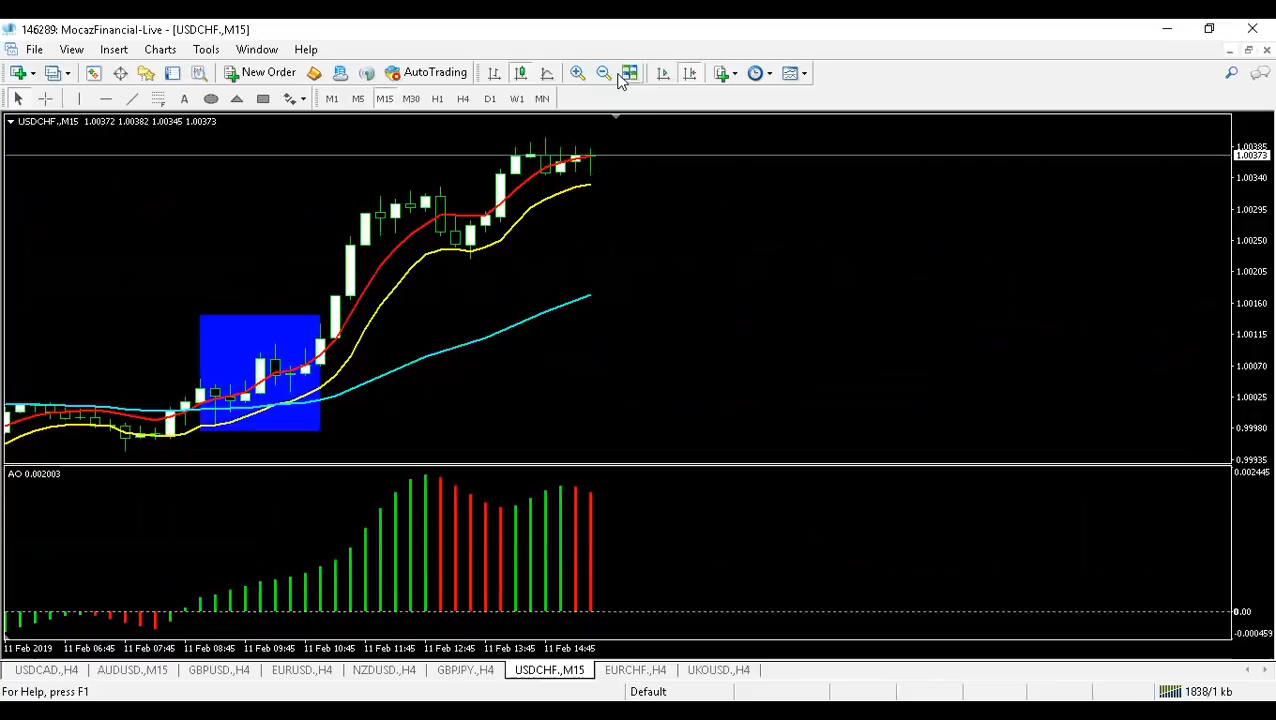 146289: MocazFinancial-Live - [USDCHF.,M15]
File View Insert Charts Tools Window Help
New Order AutoTrading
A M1 M5 M15 M30 H1 H4 D1 W1 MN
USDCHF.,M15 1.00372 1.00382 1.00345 1.00373
1.00385
1.00373
1.00340
1.00295
1.00250
1.00205
1.00160
1.00115
1.00070
1.00025
0.99980
0.99935
AO 0.002003
0.002445
0.00
-0.000459
11 Feb 2019 11 Feb 06:45 11 Feb 07:45 11 Feb 08:45 11 Feb 09:45 11 Feb 10:45 11 Feb 11:45 11 Feb 12:45 11 Feb 13:45 11 Feb 14:45
USDCAD.,H4 AUDUSD.,M15 GBPUSD.,H4 EURUSD.,H4 NZDUSD.,H4 GBPJPY.,H4 USDCHF.,M15 EURCHF.,H4 UKOUSD.,H4
For Help, press F1 Default 1838/1 kb